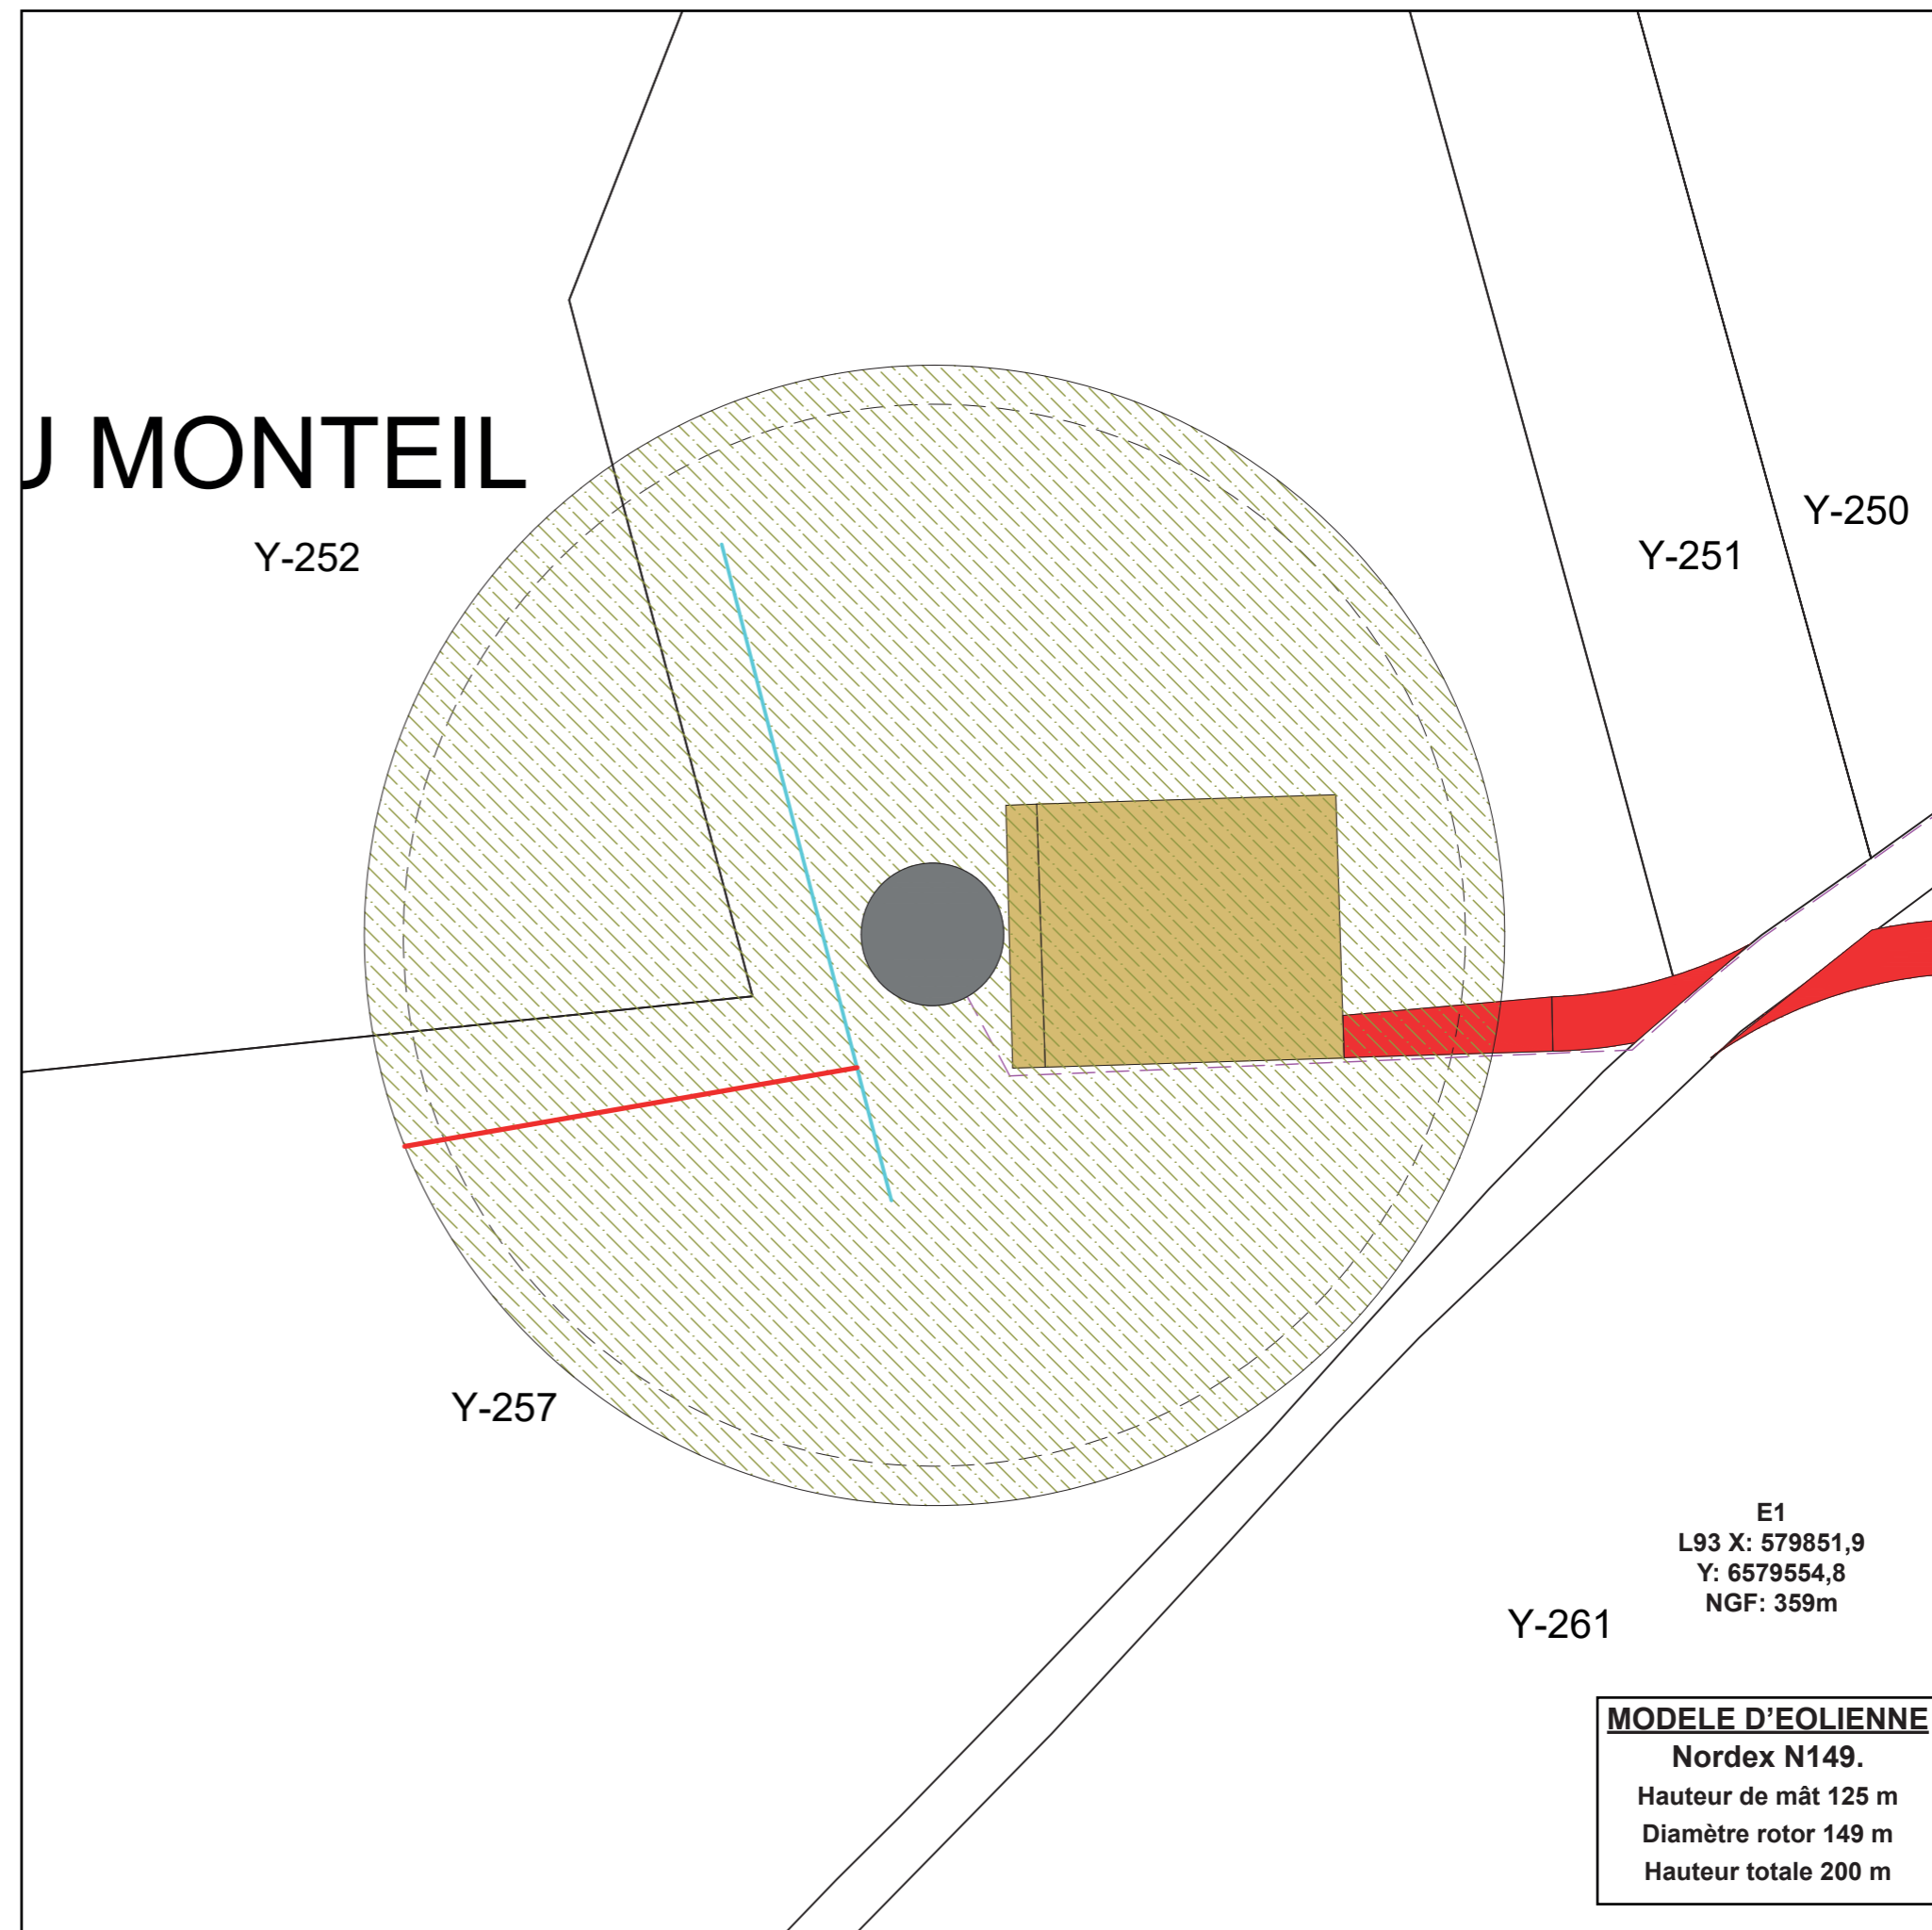 U MONTEIL
Y-252
Y-250
Y-251
Y-257
E1
L93 X: 579851,9
Y: 6579554,8
NGF: 359m
Y-261
MODELE D'EOLIENNE
Nordex N149.
Hauteur de mât 125 m
Diamètre rotor 149 m
Hauteur totale 200 m